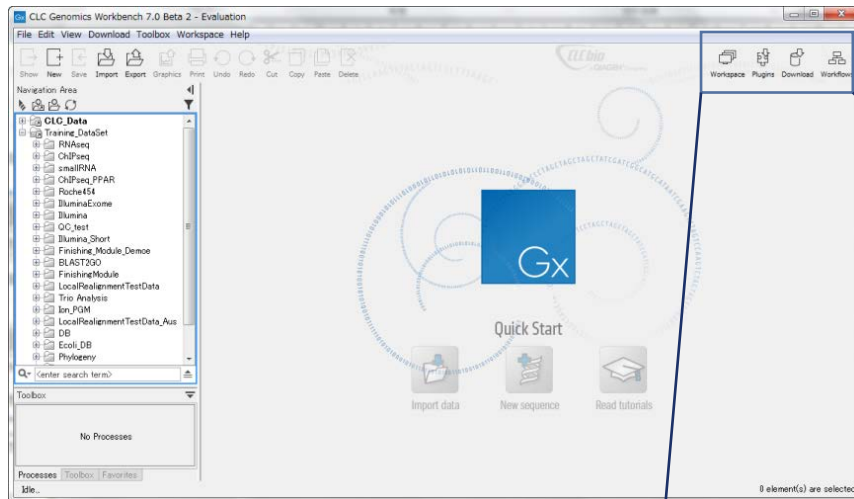 Gx CLC Genomics Workbench 7.0 Beta 2 - Evaluation
File Edit View Download Toolbox Workspace Help
Show New Save Import Export Graphics Print Undo Redo Cut Copy Paste Delete
CLC bio
Workspace Plugins Download Workflows
Navigation Area
CLC_Data
Training_DataSet
RNAseq
ChIPseq
smallRNA
ChIPseq_PPAR
Roche454
IlluminaExome
Illumina
QC_test
Illumina_Short
Finishing_Module_Demoe
BLAST2GO
FinishingModule
LocalRealignmentTestData
Trio Analysis
Ion_PGM
LocalRealignmentTestData_Aus
DB
Ecoli_DB
Phylogeny
<enter search term>
Toolbox
No Processes
Processes Toolbox Favorites
Idle...
Gx
Quick Start
Import data New sequence Read tutorials
0 element(s) are selected